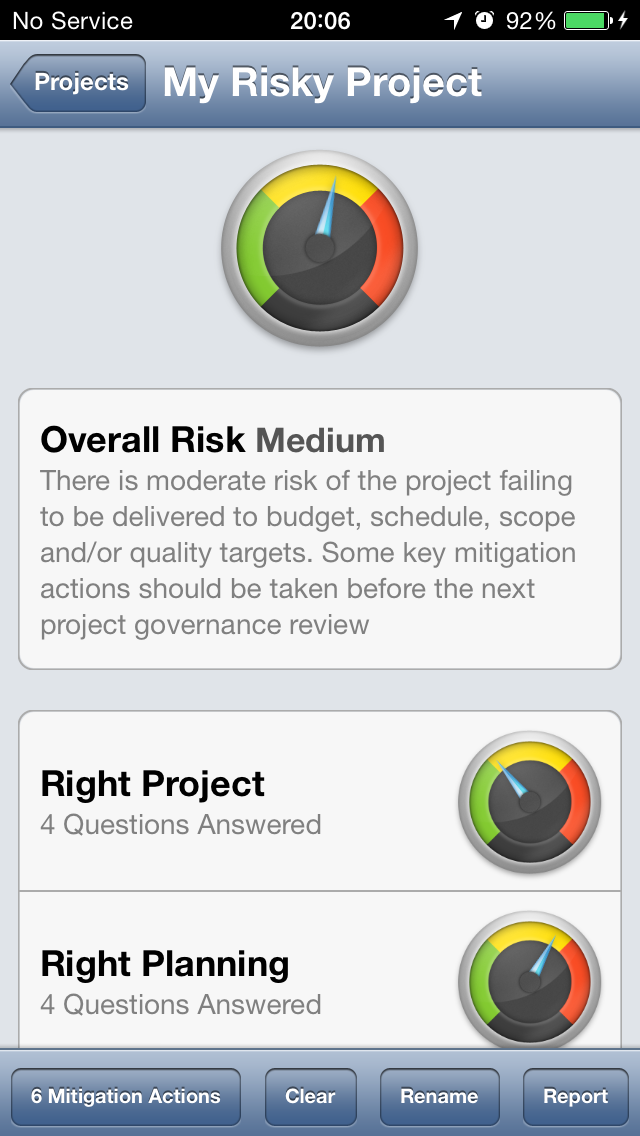 No Service 20:06 92%
Projects My Risky Project
Overall Risk Medium
There is moderate risk of the project failing
to be delivered to budget, schedule, scope
and/or quality targets. Some key mitigation
actions should be taken before the next
project governance review
Right Project
4 Questions Answered
Right Planning
4 Questions Answered
6 Mitigation Actions Clear Rename Report